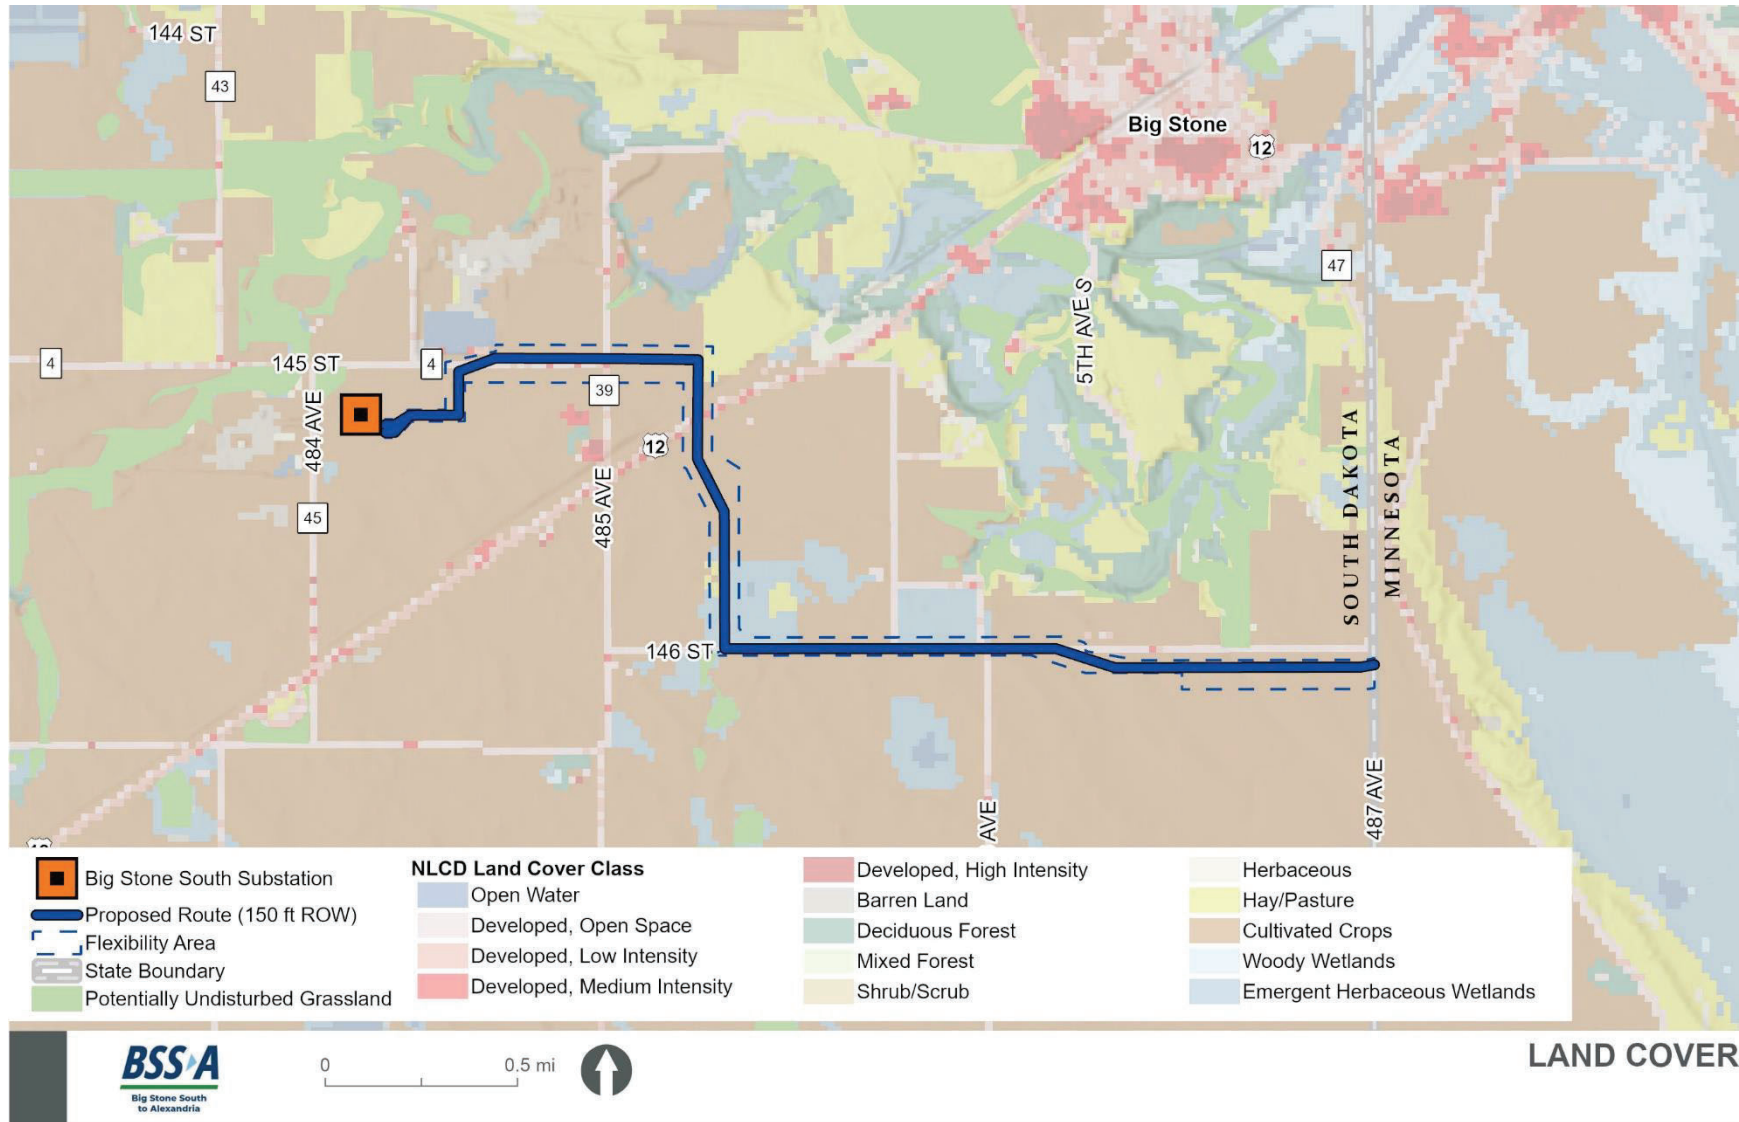 144 ST
43
Big Stone
12
47
5TH AVE S
4
145 ST
4
39
484 AVE
12
485 AVE
45
SOUTH DAKOTA
MINNESOTA
146 ST
AVE
487 AVE
Big Stone South Substation
Proposed Route (150 ft ROW)
Flexibility Area
State Boundary
Potentially Undisturbed Grassland
NLCD Land Cover Class
Open Water
Developed, Open Space
Developed, Low Intensity
Developed, Medium Intensity
Developed, High Intensity
Barren Land
Deciduous Forest
Mixed Forest
Shrub/Scrub
Herbaceous
Hay/Pasture
Cultivated Crops
Woody Wetlands
Emergent Herbaceous Wetlands
BSS A
Big Stone South
to Alexandria
0 0.5 mi
LAND COVER